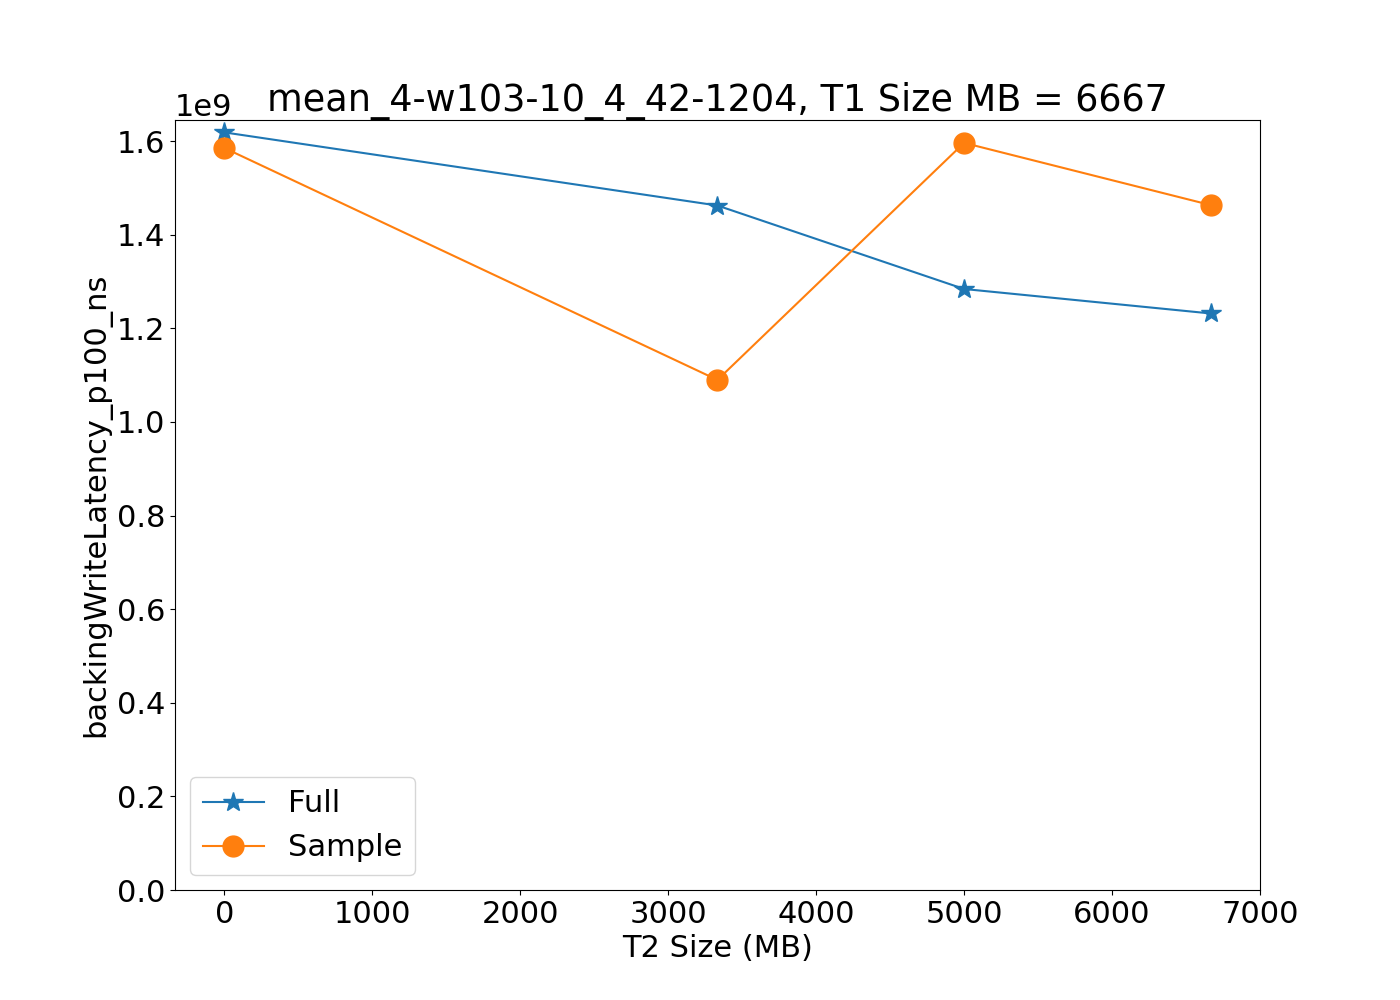 mean_4-w103-10_4_42-1204, T1 Size MB = 6667
1e9
1.6
1.4
1.2
1.0
0.8
0.6
0.4
0.2
0.0
backingWriteLatency_p100_ns
Full
Sample
0 1000 2000 3000 4000 5000 6000 7000
T2 Size (MB)